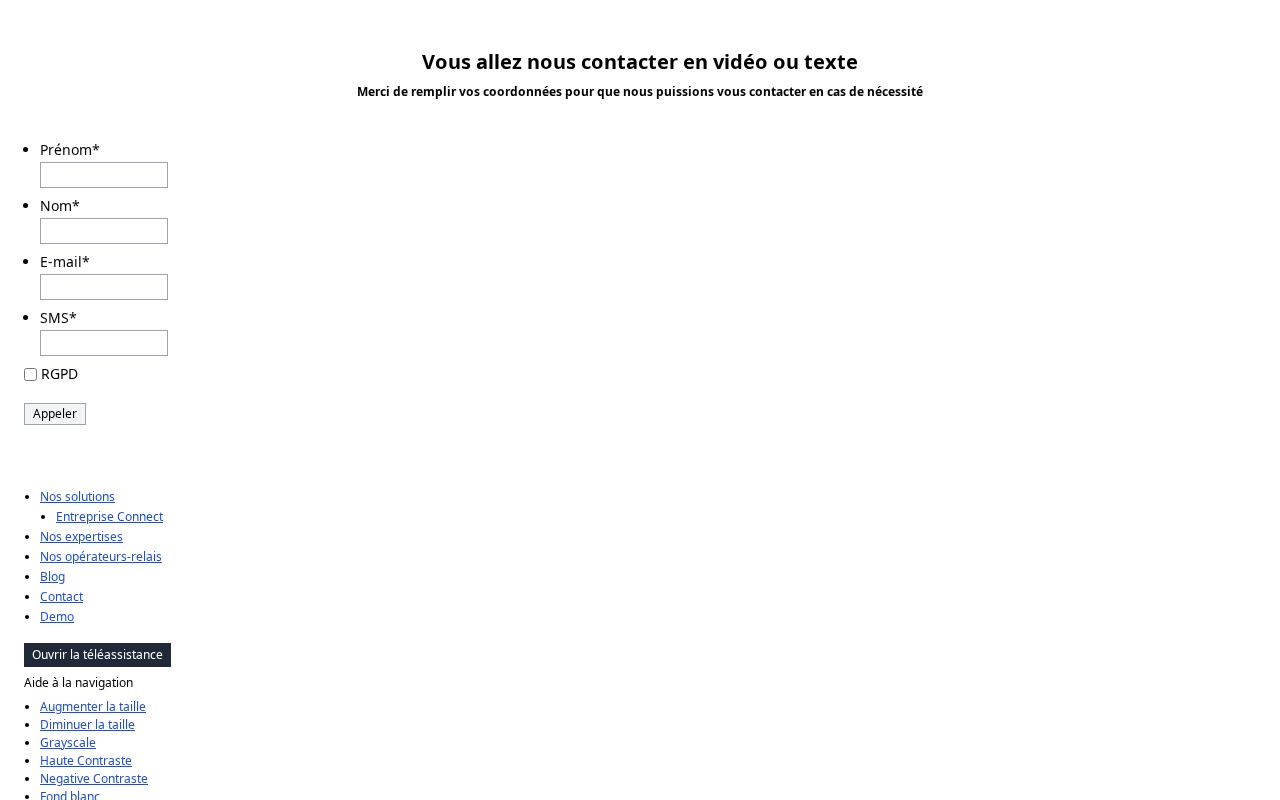 Vous allez nous contacter en vidéo ou texte
Merci de remplir vos coordonnées pour que nous puissions vous contacter en cas de nécessité
Prénom*
Nom*
E-mail*
SMS*
RGPD
Appeler
Nos solutions
Entreprise Connect
Nos expertises
Nos opérateurs-relais
Blog
Contact
Demo
Ouvrir la téléassistance
Aide à la navigation
Augmenter la taille
Diminuer la taille
Grayscale
Haute Contraste
Negative Contraste
Fond blanc